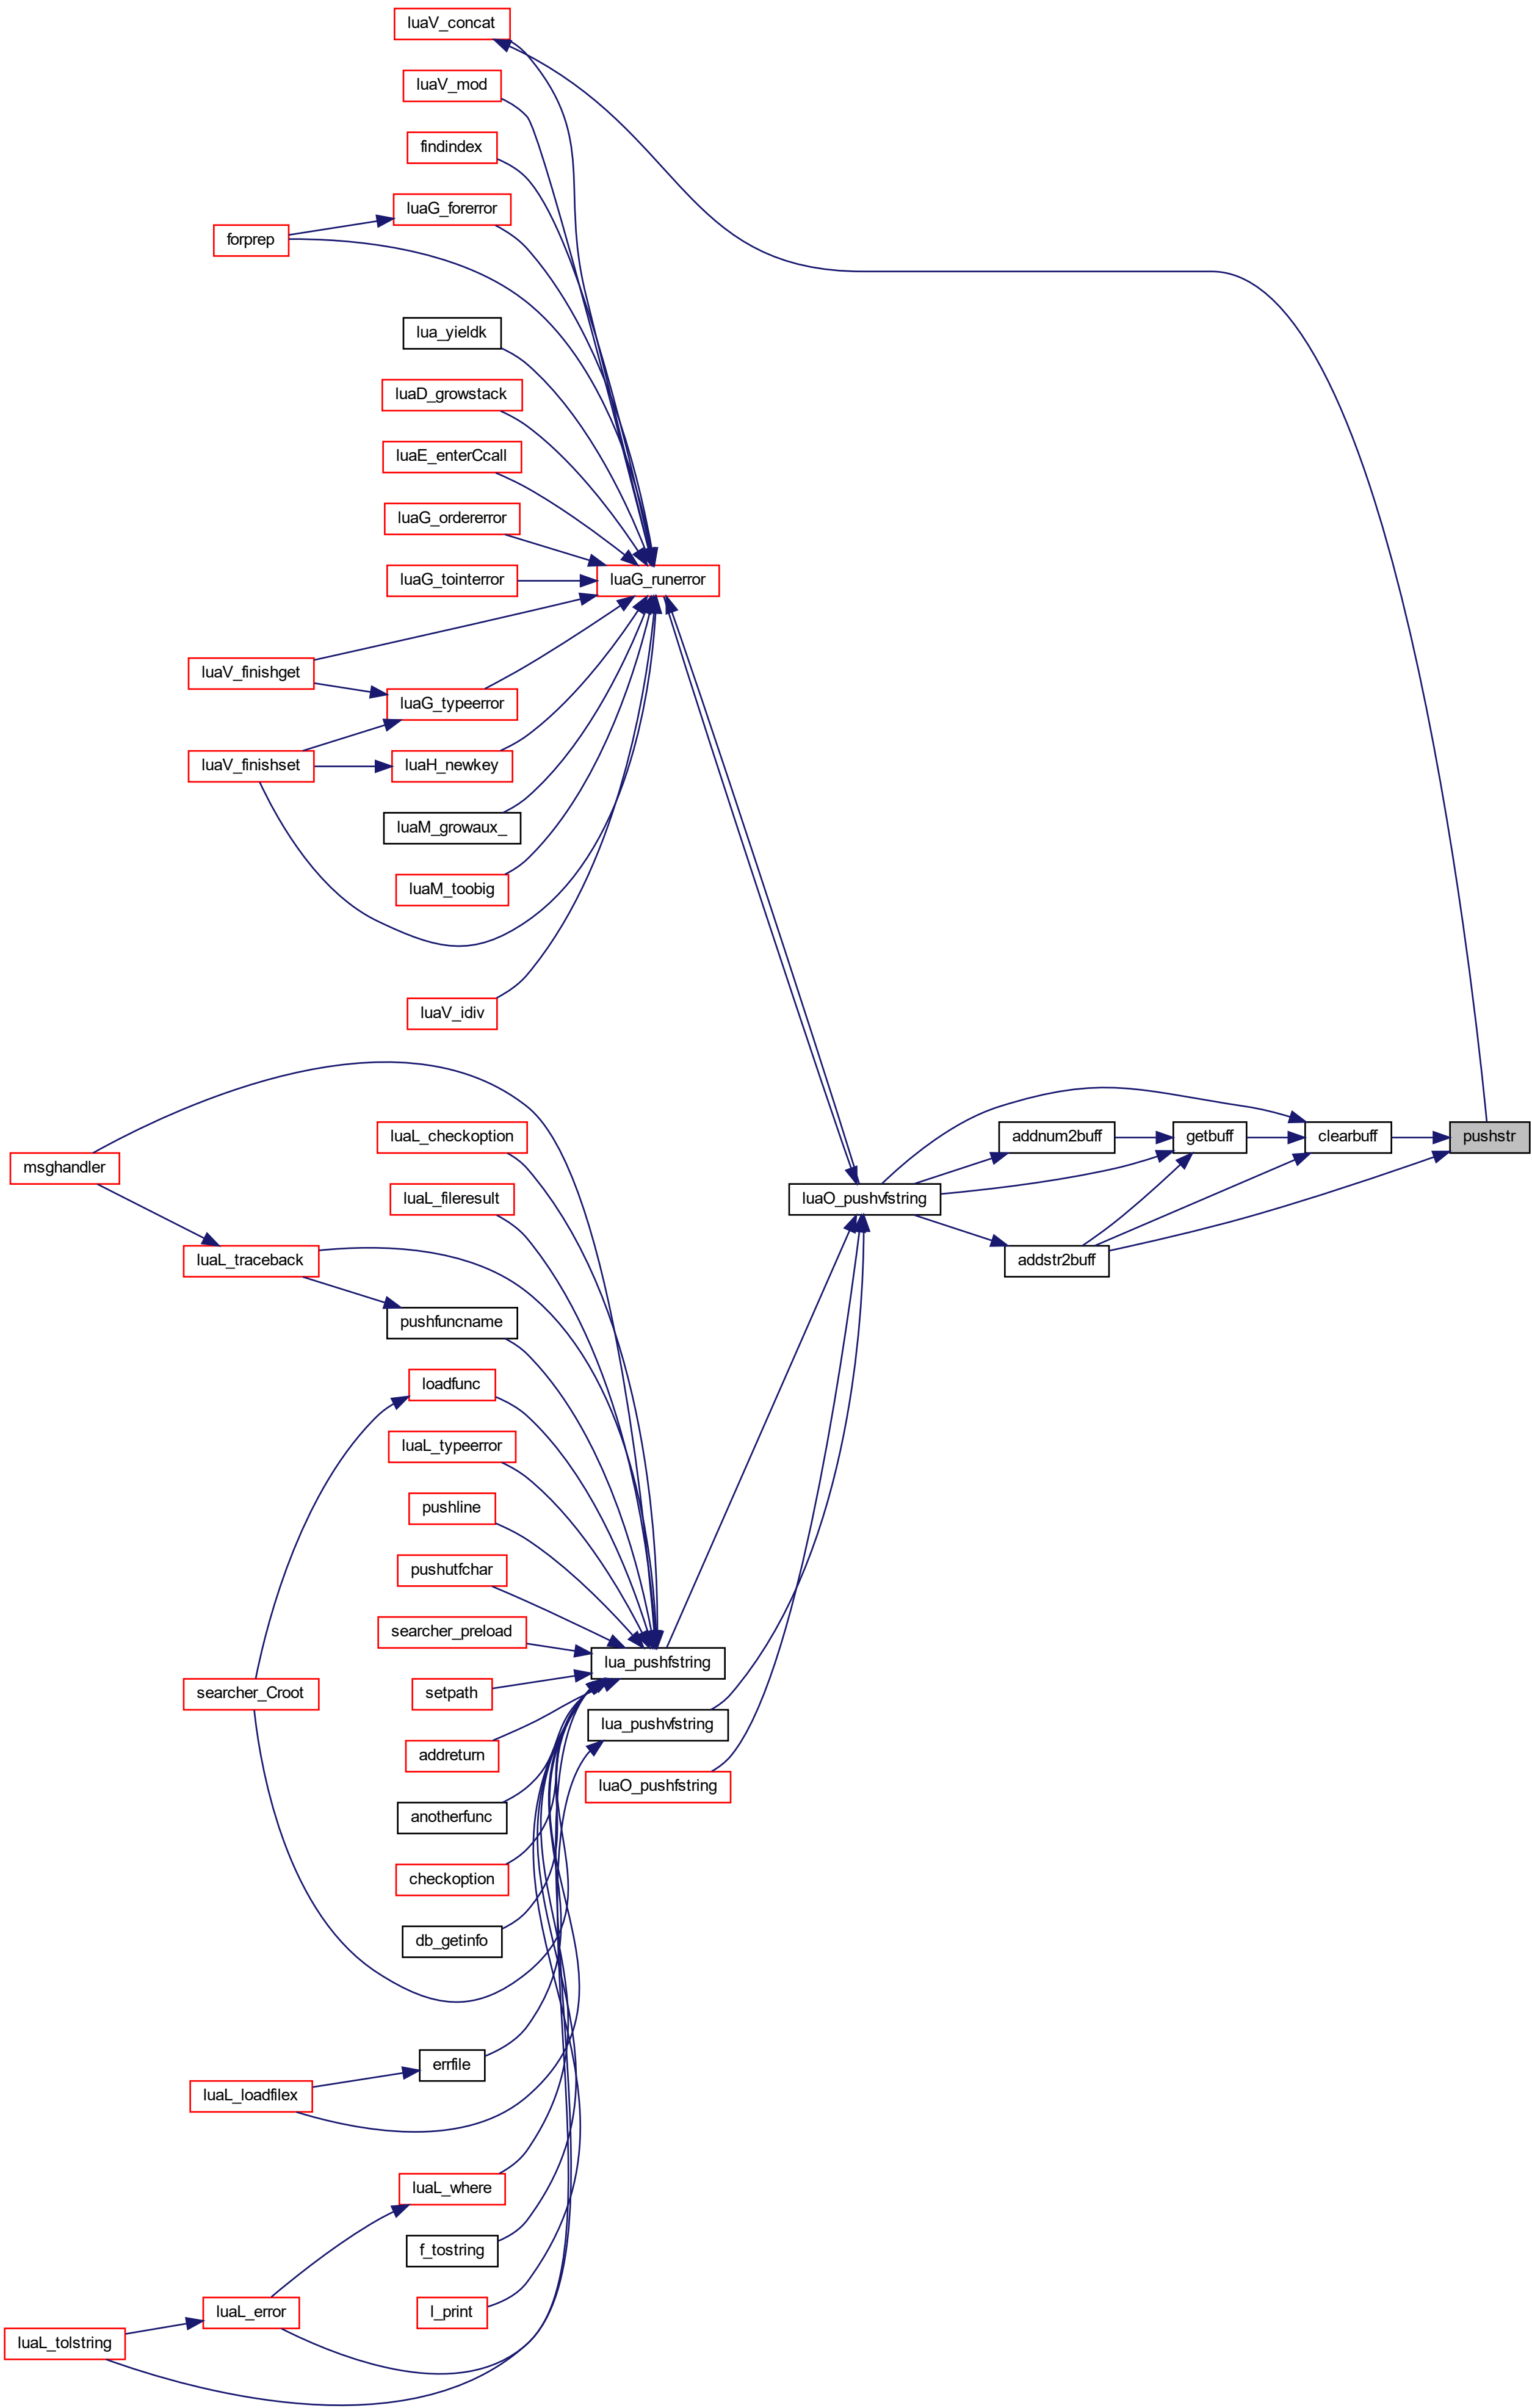 luaV_concat
luaV_mod
findindex
luaG_forerror
forprep
lua_yieldk
luaD_growstack
luaE_enterCcall
luaG_ordererror
luaG_tointerror
luaG_runerror
luaV_finishget
luaG_typeerror
luaV_finishset
luaH_newkey
luaM_growaux_
luaM_toobig
luaV_idiv
luaL_checkoption
addnum2buff
getbuff
clearbuff
pushstr
msghandler
luaL_fileresult
luaO_pushvfstring
luaL_traceback
addstr2buff
pushfuncname
loadfunc
luaL_typeerror
pushline
pushutfchar
searcher_preload
lua_pushfstring
searcher_Croot
setpath
lua_pushvfstring
addreturn
luaO_pushfstring
anotherfunc
checkoption
db_getinfo
errfile
luaL_loadfilex
luaL_where
f_tostring
luaL_error
l_print
luaL_tolstring